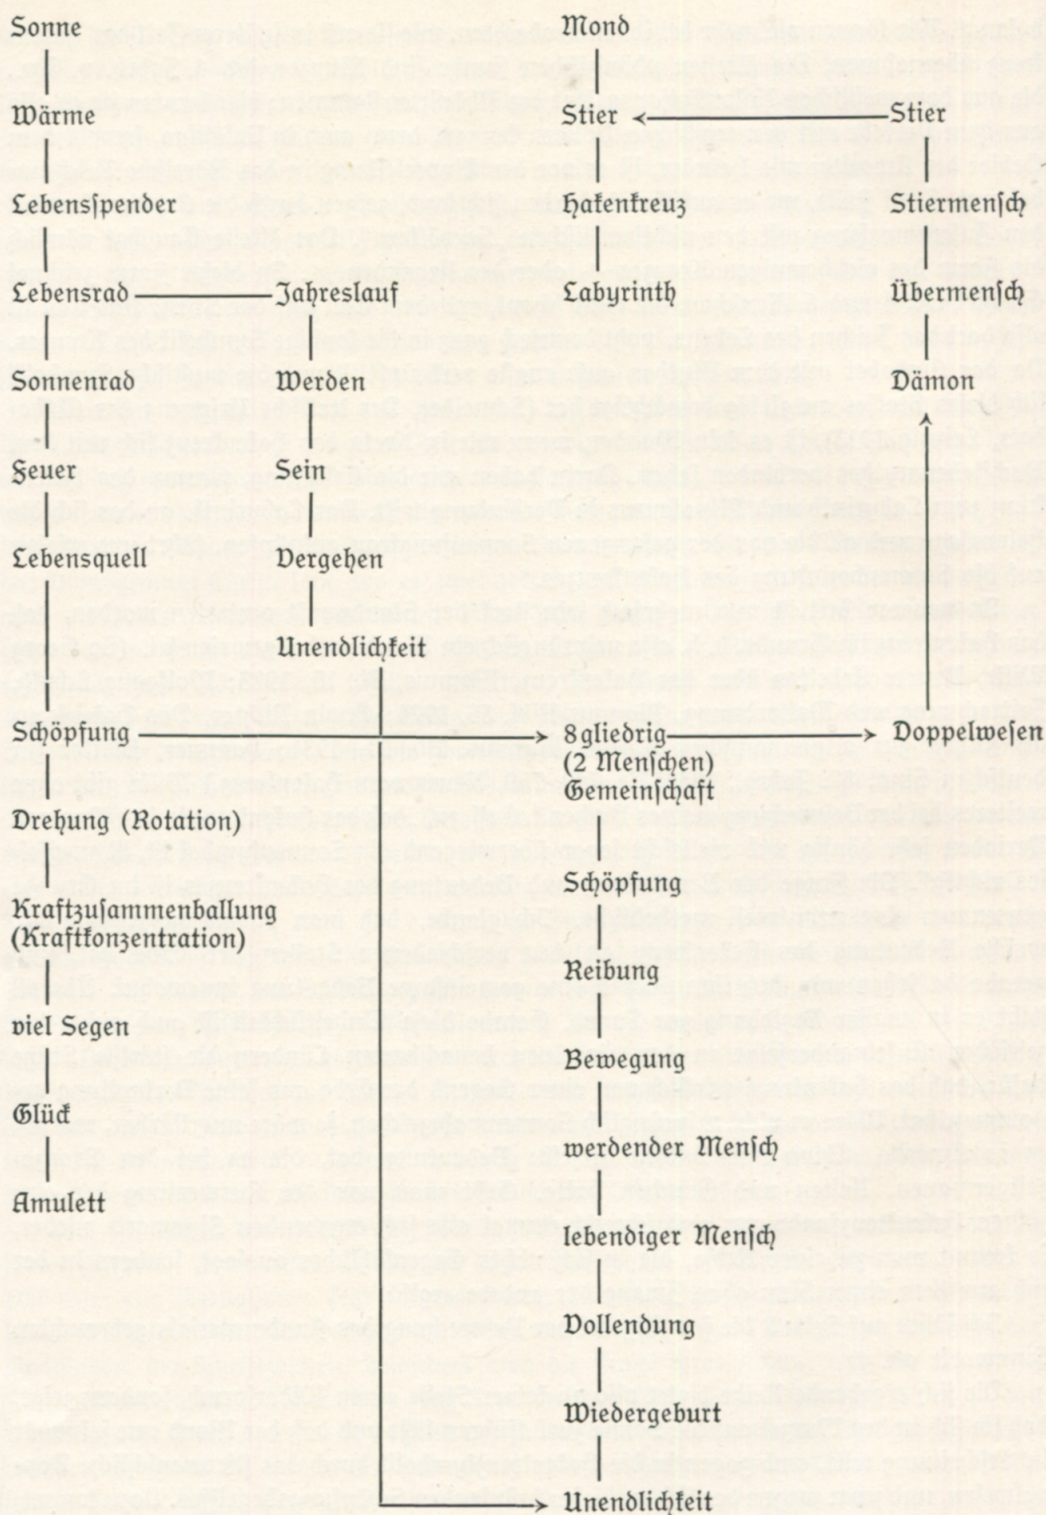 Sonne
Wärme
Lebensspender
Lebensrad
Sonnenrad
Feuer
Lebensquell
Schöpfung
Drehung (Rotation)
Kraftzusammenballung
(Kraftkonzentration)
viel Segen
Glück
Amulett
Jahreslauf
Werden
Sein
Vergehen
Unendlichkeit
Mond
Stier
Hakenkreuz
Labyrinth
8gliedrig
(2 Menschen)
Gemeinschaft
Schöpfung
Reibung
Bewegung
werdender Mensch
lebendiger Mensch
Vollendung
Wiedergeburt
Unendlichkeit
Stier
Stiermensch
Übermensch
Dämon
Doppelwesen